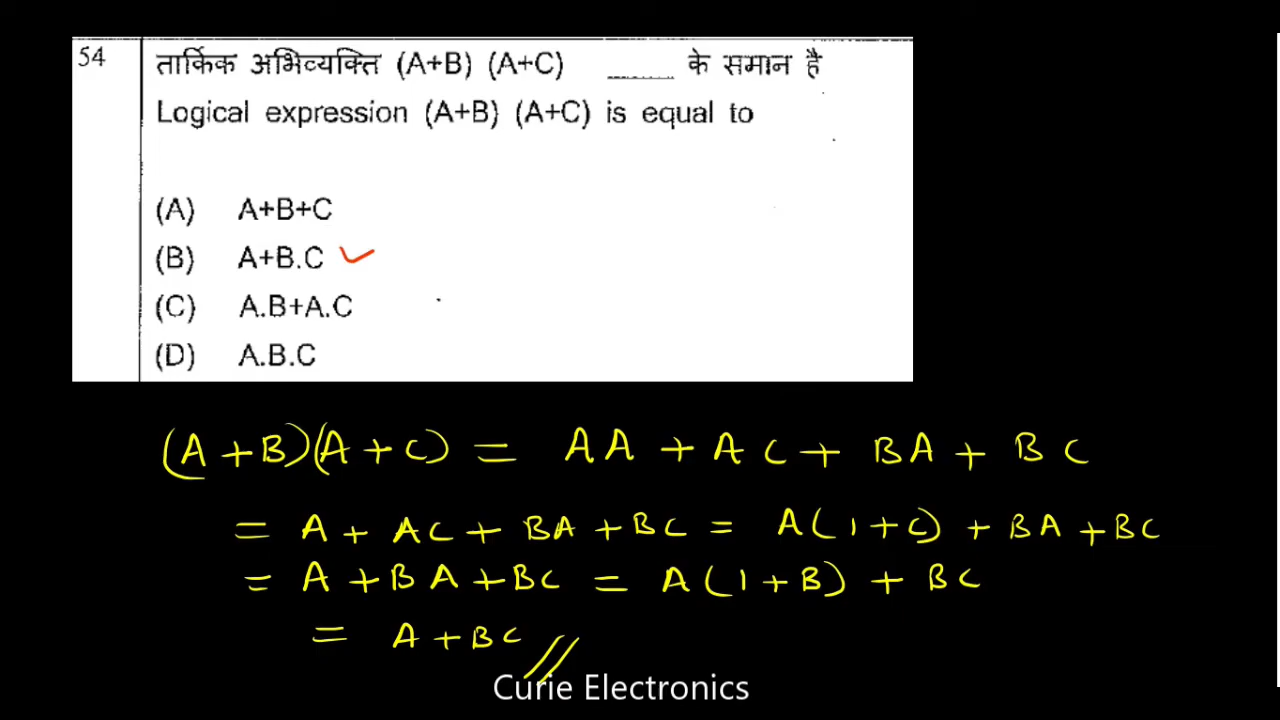 54
तार्किक अभिव्यक्ति (A+B) (A+C) ______ के समान है
Logical expression (A+B) (A+C) is equal to
(A) A+B+C
(B) A+B.C ✓
(C) A.B+A.C
(D) A.B.C
(A+B)(A+C) = AA + AC + BA + BC
= A + AC + BA + BC = A(1+C) + BA + BC
= A + BA + BC = A(1+B) + BC
= A + BC //
Curie Electronics